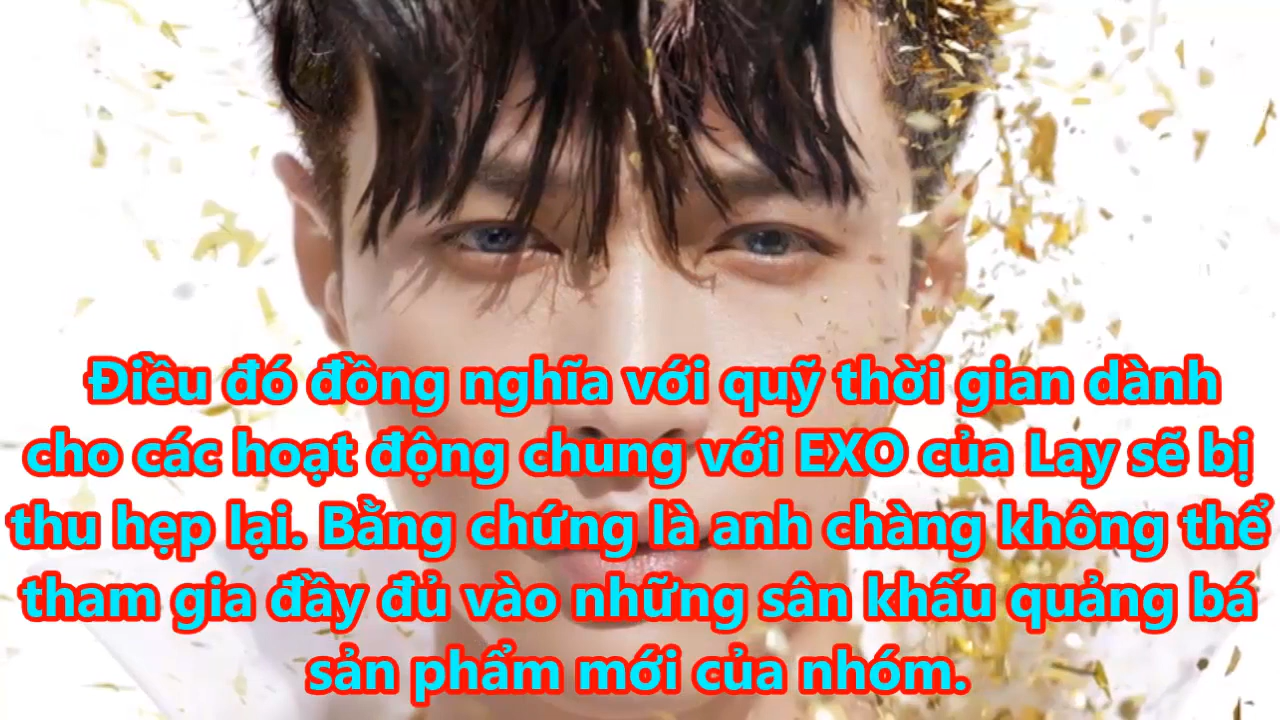 Điều đó đồng nghĩa với quỹ thời gian dành
cho các hoạt động chung với EXO của Lay sẽ bị
thu hẹp lại. Bằng chứng là anh chàng không thể
tham gia đầy đủ vào những sân khấu quảng bá
sản phẩm mới của nhóm.